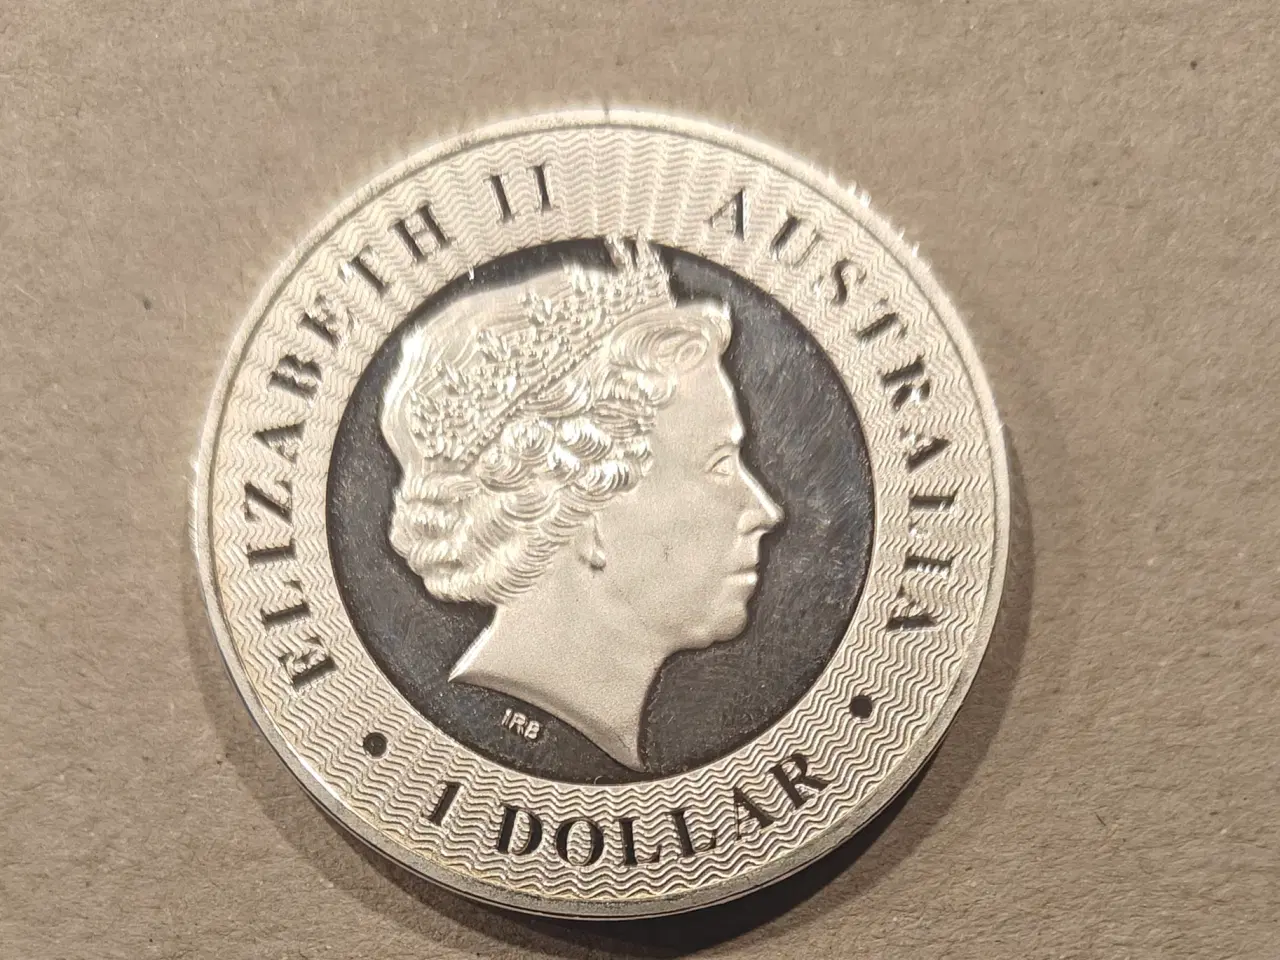 ELIZABETH II
AUSTRALIA
• 1 DOLLAR •
IRB